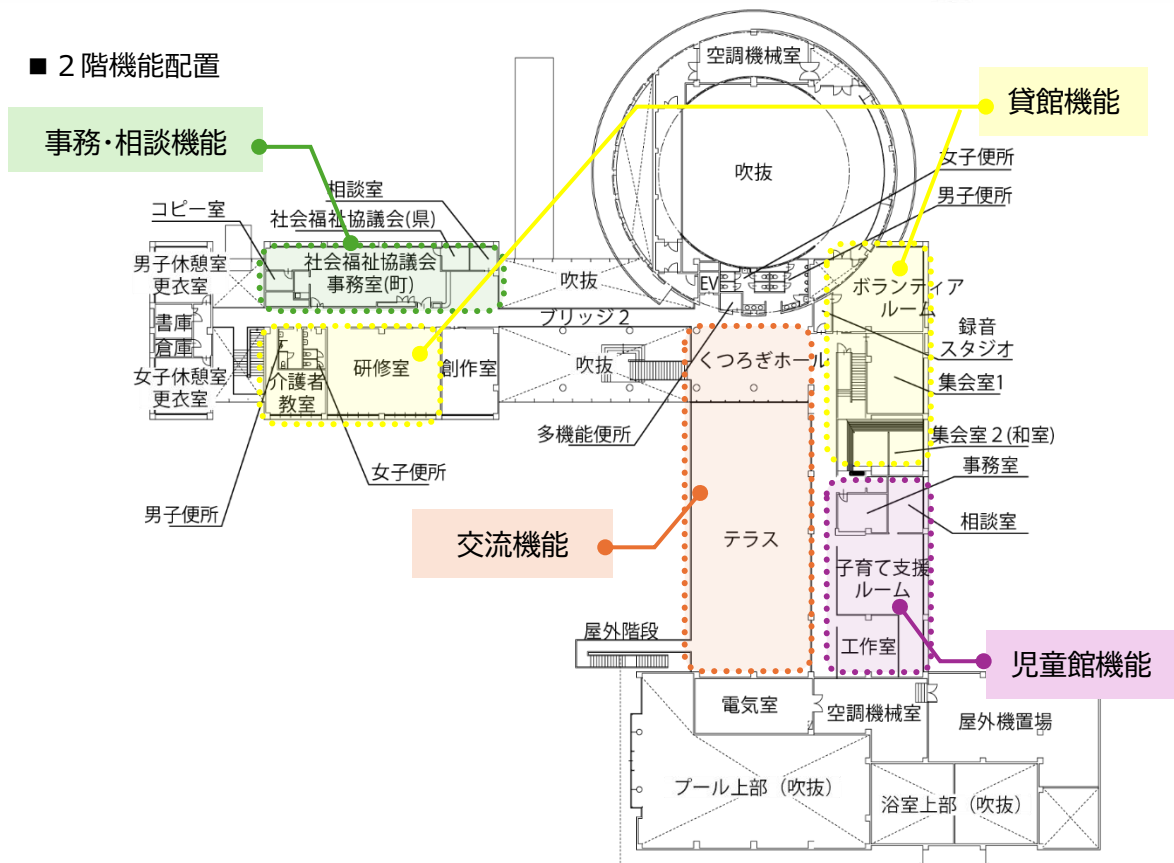 ■ ２階機能配置
空調機械室
貸館機能
事務・相談機能
女子便所
吹抜
相談室
男子便所
コピー室
社会福祉協議会(県)
男子休憩室
更衣室
社会福祉協議会
事務室(町)
吹抜
EV
ボランティア
ルーム
ブリッジ２
書庫
倉庫
録音
スタジオ
女子休憩室
更衣室
介護者
教室
研修室
創作室
吹抜
くつろぎホール
集会室1
多機能便所
集会室２(和室)
女子便所
事務室
男子便所
相談室
交流機能
テラス
子育て支援
ルーム
屋外階段
工作室
児童館機能
電気室
空調機械室
屋外機置場
プール上部（吹抜）
浴室上部（吹抜）